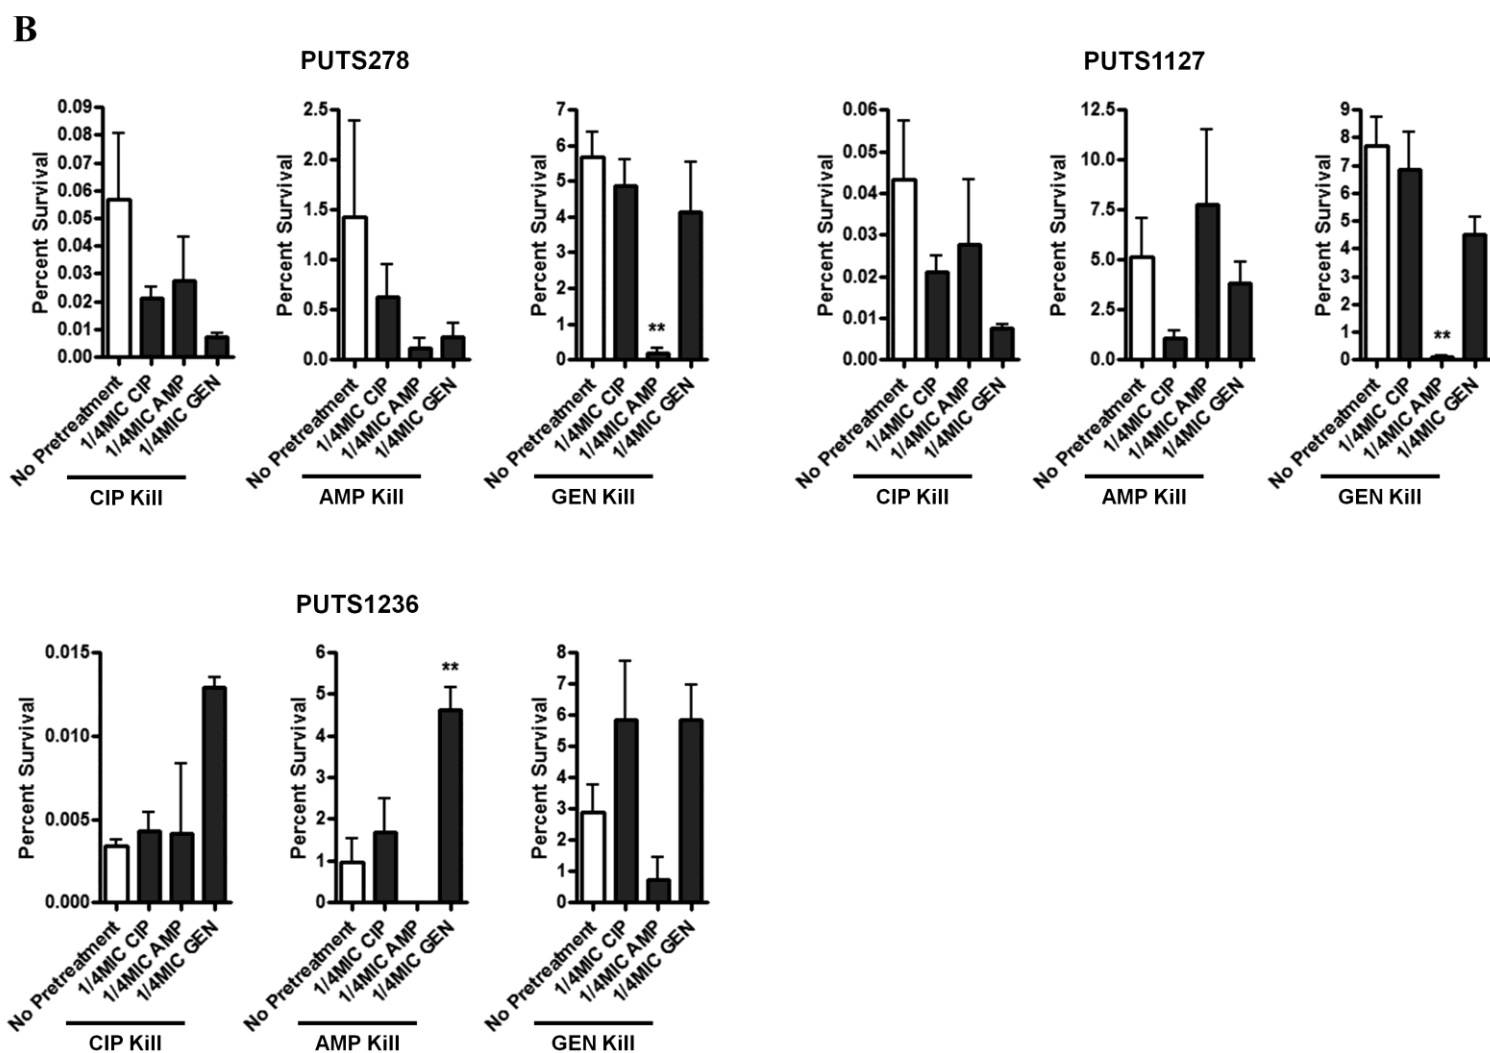 B
PUTS278
PUTS1127
Percent Survival
0.09
0.08
0.07
0.06
0.05
0.04
0.03
0.02
0.01
0.00
No Pretreatment
1/4MIC CIP
1/4MIC AMP
1/4MIC GEN
CIP Kill
Percent Survival
2.5
2.0
1.5
1.0
0.5
0.0
No Pretreatment
1/4MIC CIP
1/4MIC AMP
1/4MIC GEN
AMP Kill
Percent Survival
7
6
5
4
3
2
1
0
**
No Pretreatment
1/4MIC CIP
1/4MIC AMP
1/4MIC GEN
GEN Kill
Percent Survival
0.06
0.05
0.04
0.03
0.02
0.01
0.00
No Pretreatment
1/4MIC CIP
1/4MIC AMP
1/4MIC GEN
CIP Kill
Percent Survival
12.5
10.0
7.5
5.0
2.5
0.0
No Pretreatment
1/4MIC CIP
1/4MIC AMP
1/4MIC GEN
AMP Kill
Percent Survival
9
8
7
6
5
4
3
2
1
0
**
No Pretreatment
1/4MIC CIP
1/4MIC AMP
1/4MIC GEN
GEN Kill
PUTS1236
Percent Survival
0.015
0.010
0.005
0.000
No Pretreatment
1/4MIC CIP
1/4MIC AMP
1/4MIC GEN
CIP Kill
Percent Survival
6
5
4
3
2
1
0
**
No Pretreatment
1/4MIC CIP
1/4MIC AMP
1/4MIC GEN
AMP Kill
Percent Survival
8
7
6
5
4
3
2
1
0
No Pretreatment
1/4MIC CIP
1/4MIC AMP
1/4MIC GEN
GEN Kill